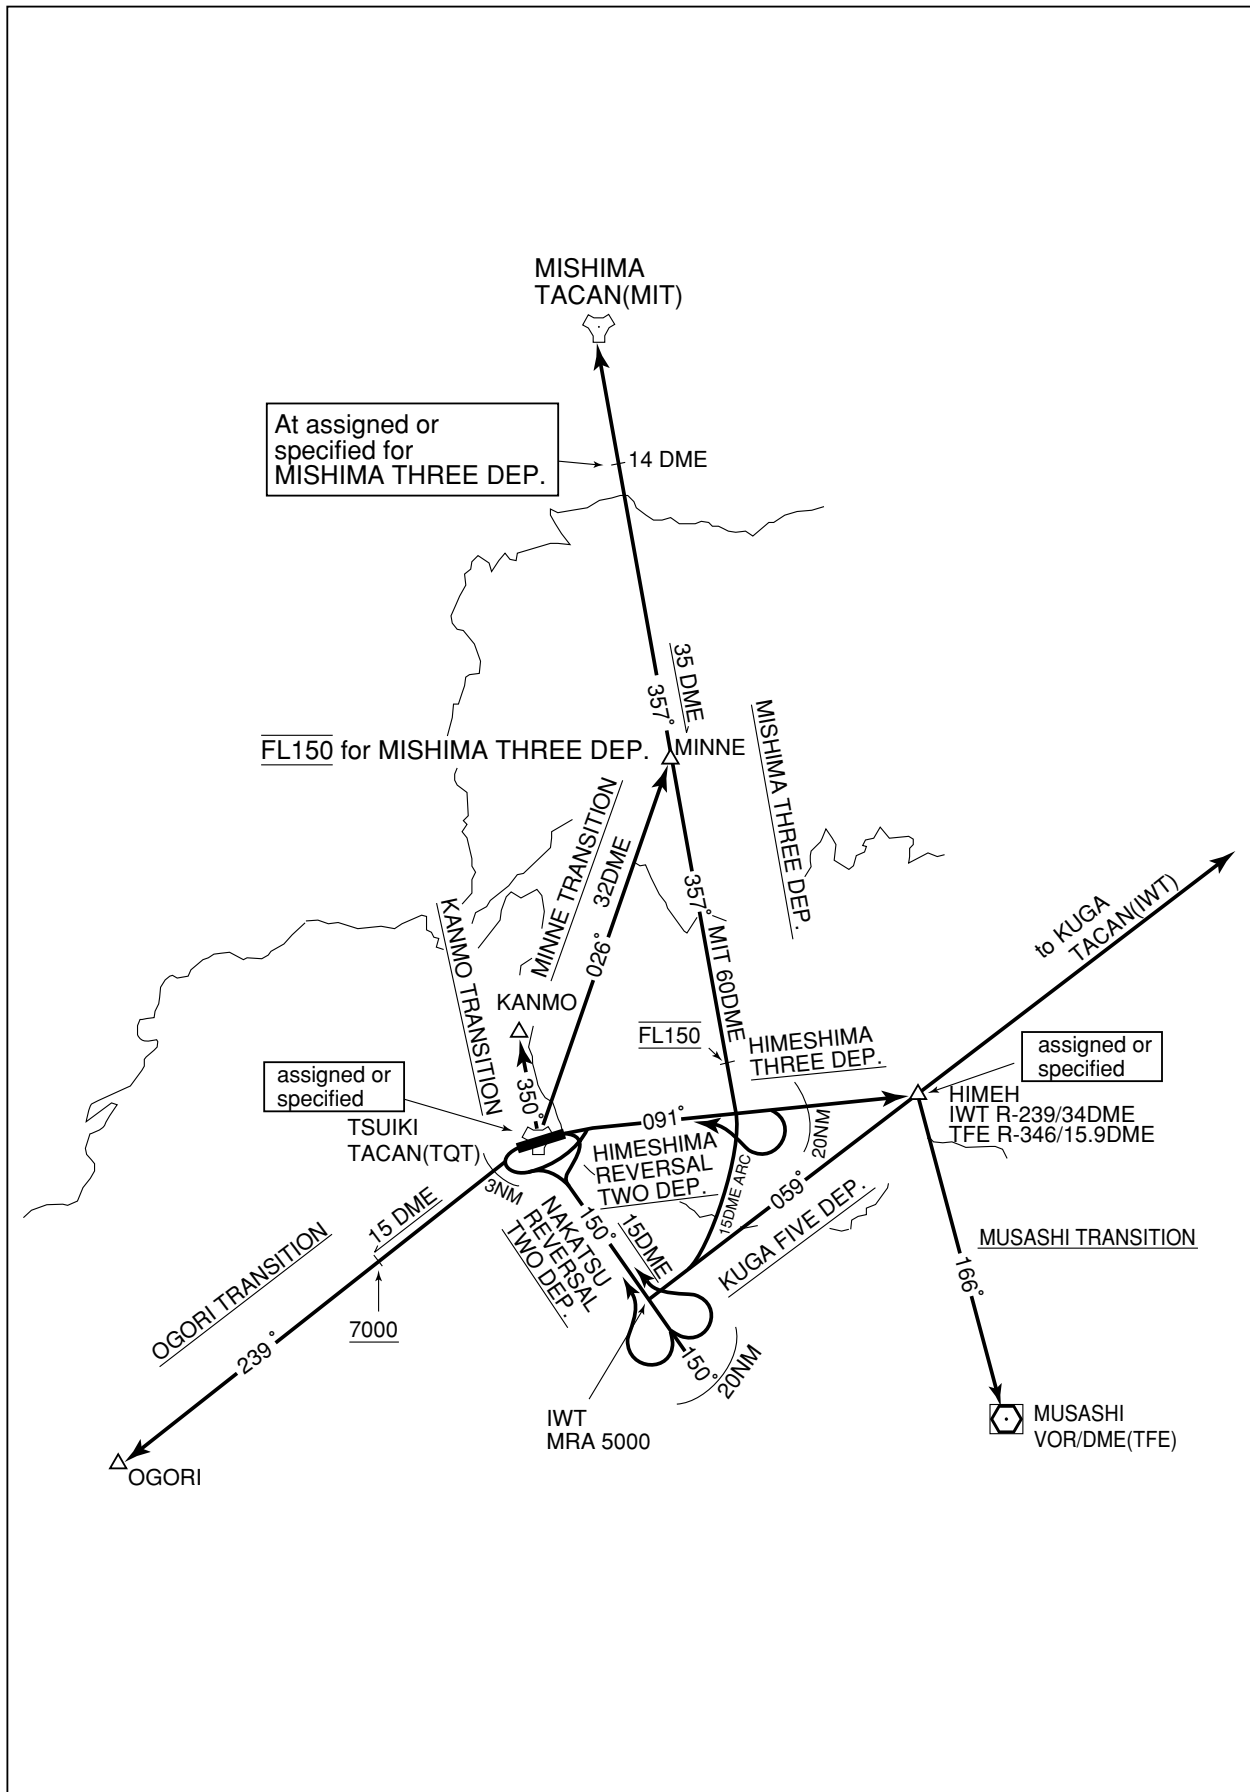 MISHIMA
TACAN(MIT)
At assigned or
specified for
MISHIMA THREE DEP.
14 DME
35 DME
357°
FL150 for MISHIMA THREE DEP.
MINNE
MISHIMA THREE DEP.
MINNE TRANSITION
026° 32DME
357° MIT 60DME
KANMO TRANSITION
KANMO
350°
to KUGA
TACAN(IWT)
FL150
HIMESHIMA
THREE DEP.
assigned or
specified
assigned or
specified
HIMEH
IWT R-239/34DME
TFE R-346/15.9DME
TSUIKI
TACAN(TQT)
091°
20NM
HIMESHIMA
REVERSAL
TWO DEP.
3NM
15DME ARC
059°
KUGA FIVE DEP.
NAKATSU
REVERSAL
TWO DEP.
150°
15DME
15 DME
OGORI TRANSITION
7000
239°
MUSASHI TRANSITION
166°
150°
20NM
IWT
MRA 5000
MUSASHI
VOR/DME(TFE)
OGORI